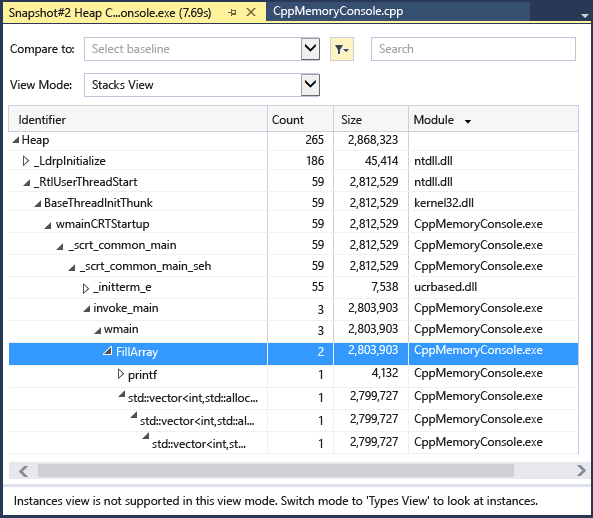 Snapshot#2 Heap C...onsole.exe (7.69s) CppMemoryConsole.cpp
Compare to: Select baseline Search
View Mode: Stacks View
Identifier Count Size Module
Heap 265 2,868,323
_LdrpInitialize 186 45,414 ntdll.dll
_RtlUserThreadStart 59 2,812,529 ntdll.dll
BaseThreadInitThunk 59 2,812,529 kernel32.dll
wmainCRTStartup 59 2,812,529 CppMemoryConsole.exe
_scrt_common_main 59 2,812,529 CppMemoryConsole.exe
_scrt_common_main_seh 59 2,812,529 CppMemoryConsole.exe
_initterm_e 55 7,538 ucrbased.dll
invoke_main 3 2,803,903 CppMemoryConsole.exe
wmain 3 2,803,903 CppMemoryConsole.exe
FillArray 2 2,803,903 CppMemoryConsole.exe
printf 1 4,132 CppMemoryConsole.exe
std::vector<int,std::alloc... 1 2,799,727 CppMemoryConsole.exe
std::vector<int,std::al... 1 2,799,727 CppMemoryConsole.exe
std::vector<int,st... 1 2,799,727 CppMemoryConsole.exe
Instances view is not supported in this view mode. Switch mode to 'Types View' to look at instances.